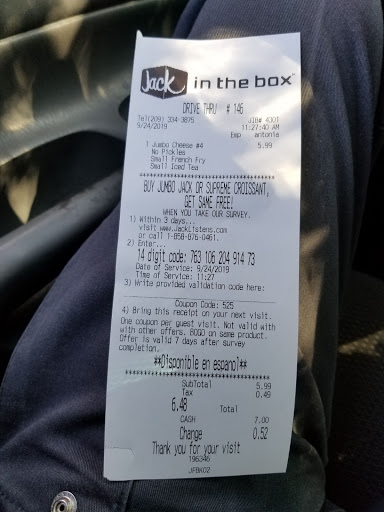 Jack in the box
DRIVE THRU # 146
Tel(209) 334-3875 JIB# 4301
9/24/2019 11:27:40 AM
Emp : antonia
1 Jumbo Cheese #4 5.99
No Pickles
Small French Fry
Small Iced Tea
BUY JUMBO JACK OR SUPREME CROISSANT,
GET SAME FREE!
WHEN YOU TAKE OUR SURVEY.
1) Within 3 days...
visit www.JackListens.com
or call 1-858-876-0461.
2) Enter...
14 digit code: 763 106 204 914 73
Date of Service: 9/24/2019
Time of Service: 11:27
3) Write provided validation code here:
Coupon Code: 525
4) Bring this receipt on your next visit.
One coupon per guest visit. Not valid with
with other offers. BOGO on same product.
Offer is valid 7 days after survey
completion.
**Disponible en espanol**
SubTotal 5.99
Tax 0.49
6.48 Total
CASH 7.00
Change 0.52
Thank you for your visit
196346
JFBK02